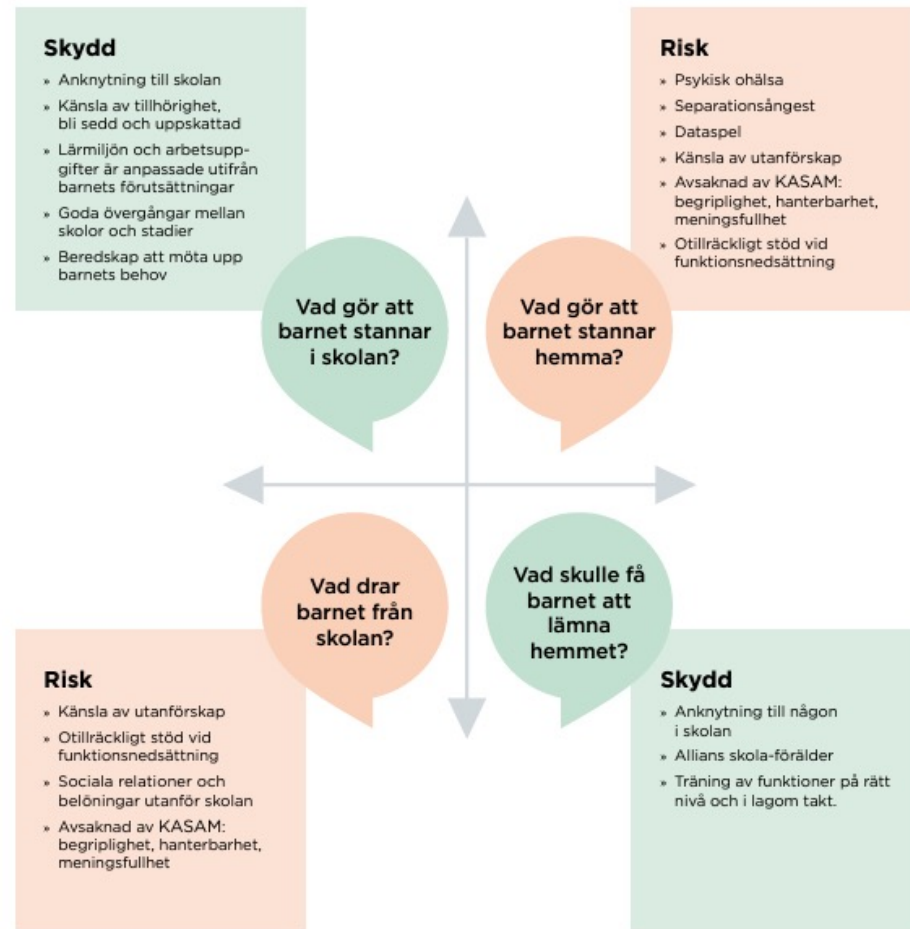 Skydd
» Anknytning till skolan
» Känsla av tillhörighet,
bli sedd och uppskattad
» Lärmiljön och arbetsupp-
gifter är anpassade utifrån
barnets förutsättningar
» Goda övergångar mellan
skolor och stadier
» Beredskap att möta upp
barnets behov
Vad gör att
barnet stannar
i skolan?
Risk
» Psykisk ohälsa
» Separationsångest
» Dataspel
» Känsla av utanförskap
» Avsaknad av KASAM:
begriplighet, hanterbarhet,
meningsfullhet
» Otillräckligt stöd vid
funktionsnedsättning
Vad gör att
barnet stannar
hemma?
Vad drar
barnet från
skolan?
Risk
» Känsla av utanförskap
» Otillräckligt stöd vid
funktionsnedsättning
» Sociala relationer och
belöningar utanför skolan
» Avsaknad av KASAM:
begriplighet, hanterbarhet,
meningsfullhet
Vad skulle få
barnet att
lämna
hemmet?
Skydd
» Anknytning till någon
i skolan
» Allians skola-förälder
» Träning av funktioner på rätt
nivå och i lagom takt.